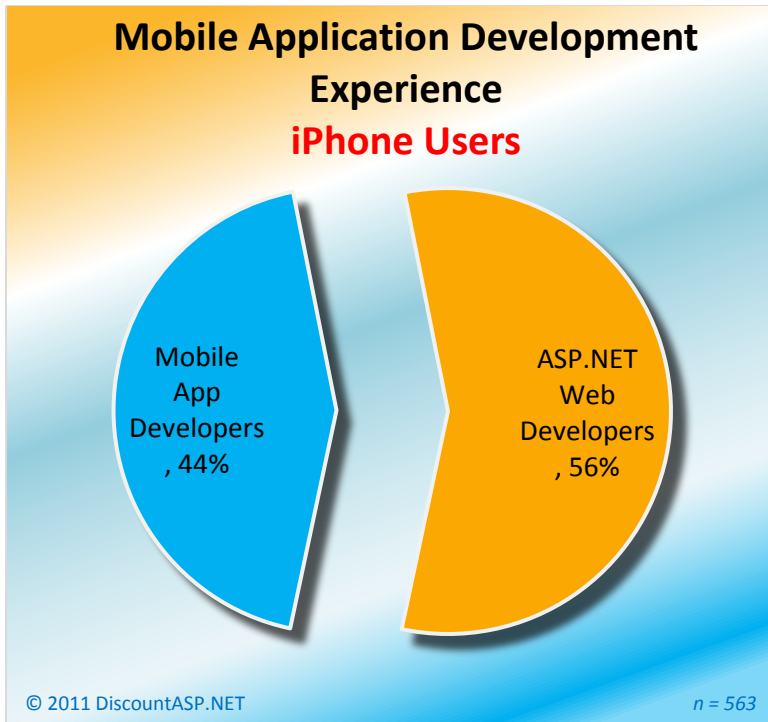 Mobile Application Development
Experience
iPhone Users
Mobile
App
Developers
, 44%
ASP.NET
Web
Developers
, 56%
© 2011 DiscountASP.NET
n = 563